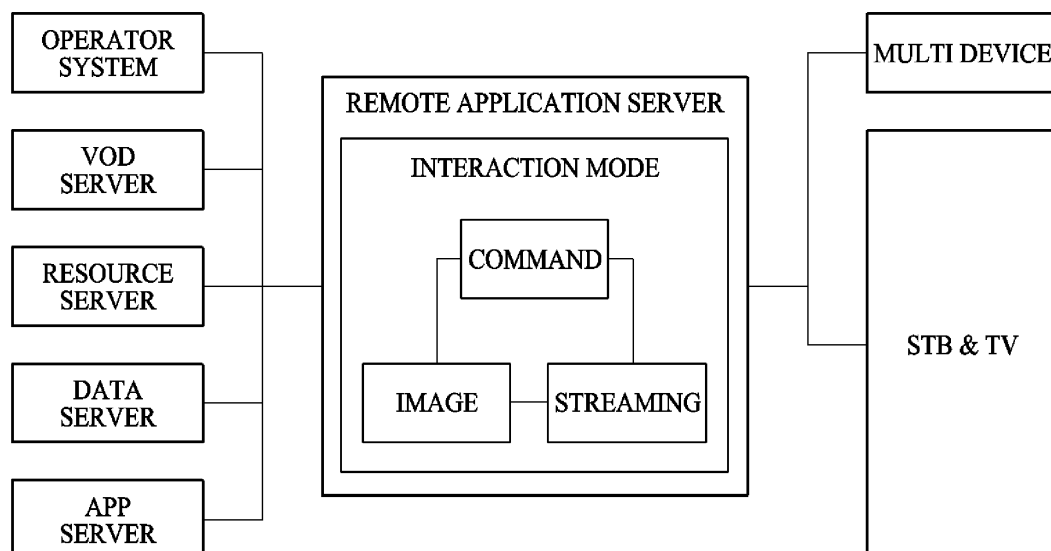 OPERATOR
SYSTEM
VOD
SERVER
RESOURCE
SERVER
DATA
SERVER
APP
SERVER
REMOTE APPLICATION SERVER
INTERACTION MODE
COMMAND
IMAGE
STREAMING
MULTI DEVICE
STB & TV